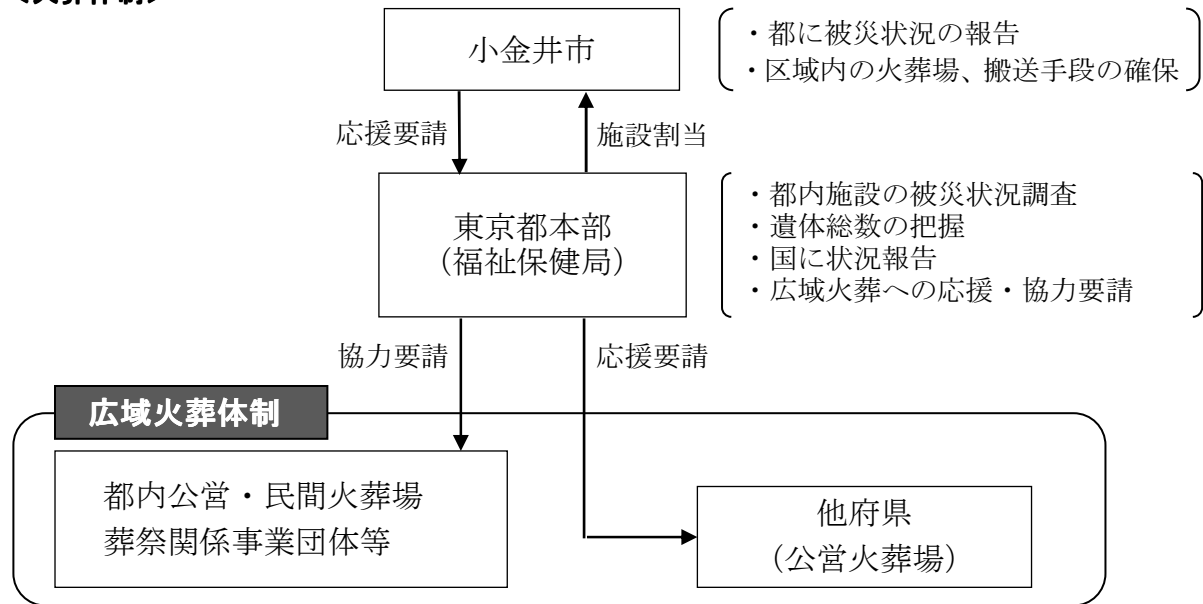 小金井市
・都に被災状況の報告
・区域内の火葬場、搬送手段の確保
応援要請
施設割当
東京都本部
（福祉保健局）
・都内施設の被災状況調査
・遺体総数の把握
・国に状況報告
・広域火葬への応援・協力要請
協力要請
応援要請
広域火葬体制
都内公営・民間火葬場
葬祭関係事業団体等
他府県
（公営火葬場）